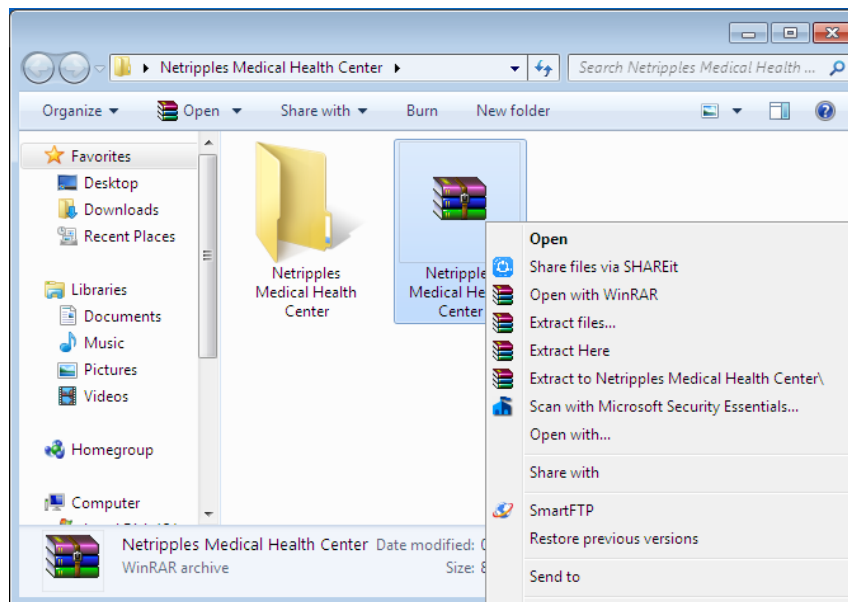 Netripples Medical Health Center
Search Netripples Medical Health ...
Organize
Open
Share with
Burn
New folder
Favorites
Desktop
Downloads
Recent Places
Libraries
Documents
Music
Pictures
Videos
Homegroup
Computer
Netripples
Medical Health
Center
Center
Open
Share files via SHAREit
Open with WinRAR
Extract files...
Extract Here
Extract to Netripples Medical Health Center\
Scan with Microsoft Security Essentials...
Open with...
Share with
SmartFTP
Restore previous versions
Send to
Netripples Medical Health Center Date modified:
WinRAR archive Size: